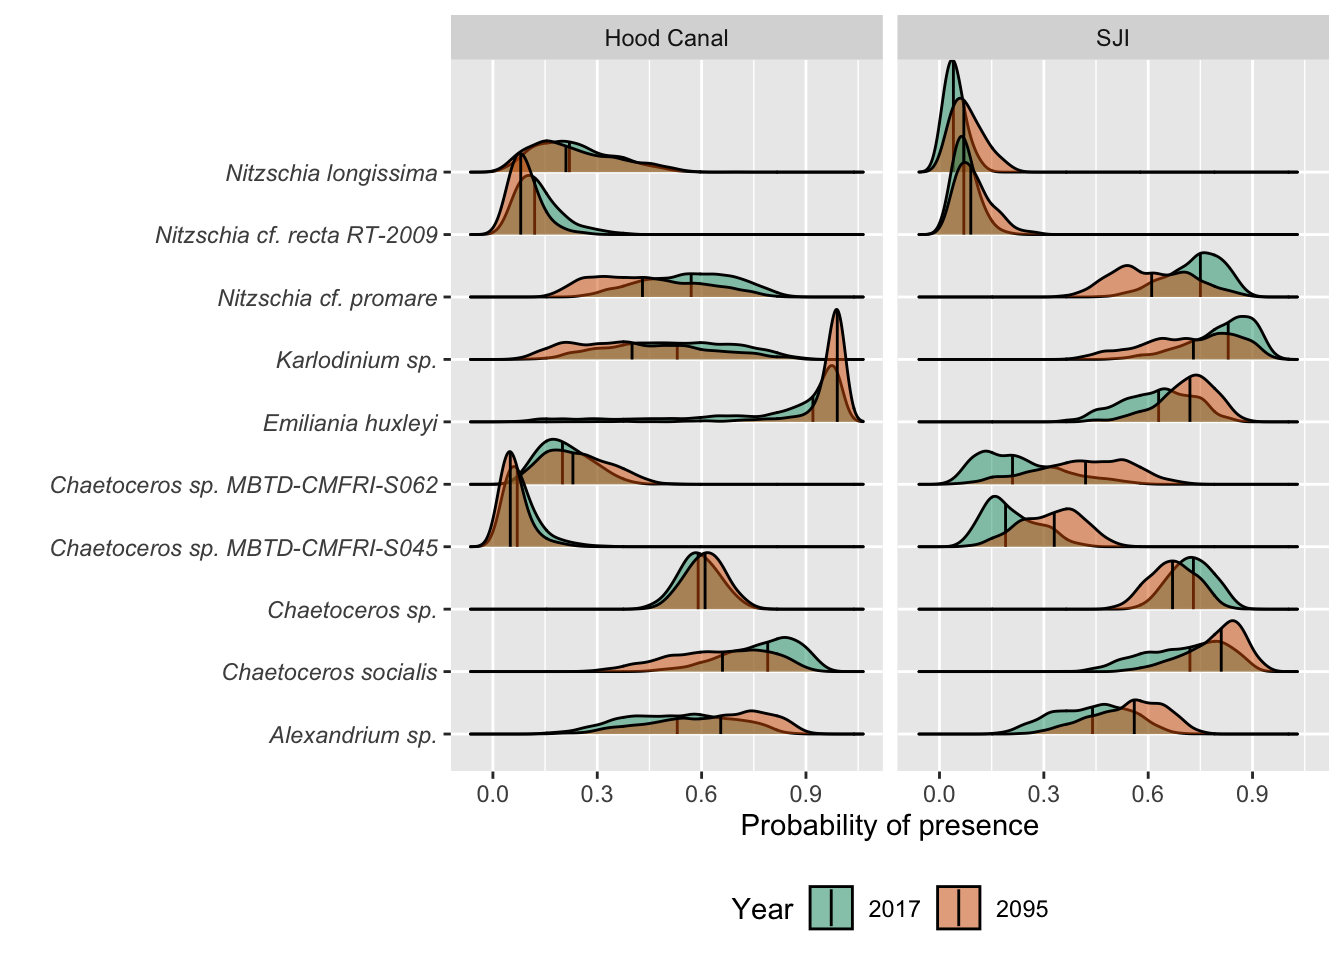 Hood Canal
SJI
Nitzschia longissima
Nitzschia cf. recta RT-2009
Nitzschia cf. promare
Karlodinium sp.
Emiliania huxleyi
Chaetoceros sp. MBTD-CMFRI-S062
Chaetoceros sp. MBTD-CMFRI-S045
Chaetoceros sp.
Chaetoceros socialis
Alexandrium sp.
0.0 0.3 0.6 0.9
0.0 0.3 0.6 0.9
Probability of presence
Year 2017 2095